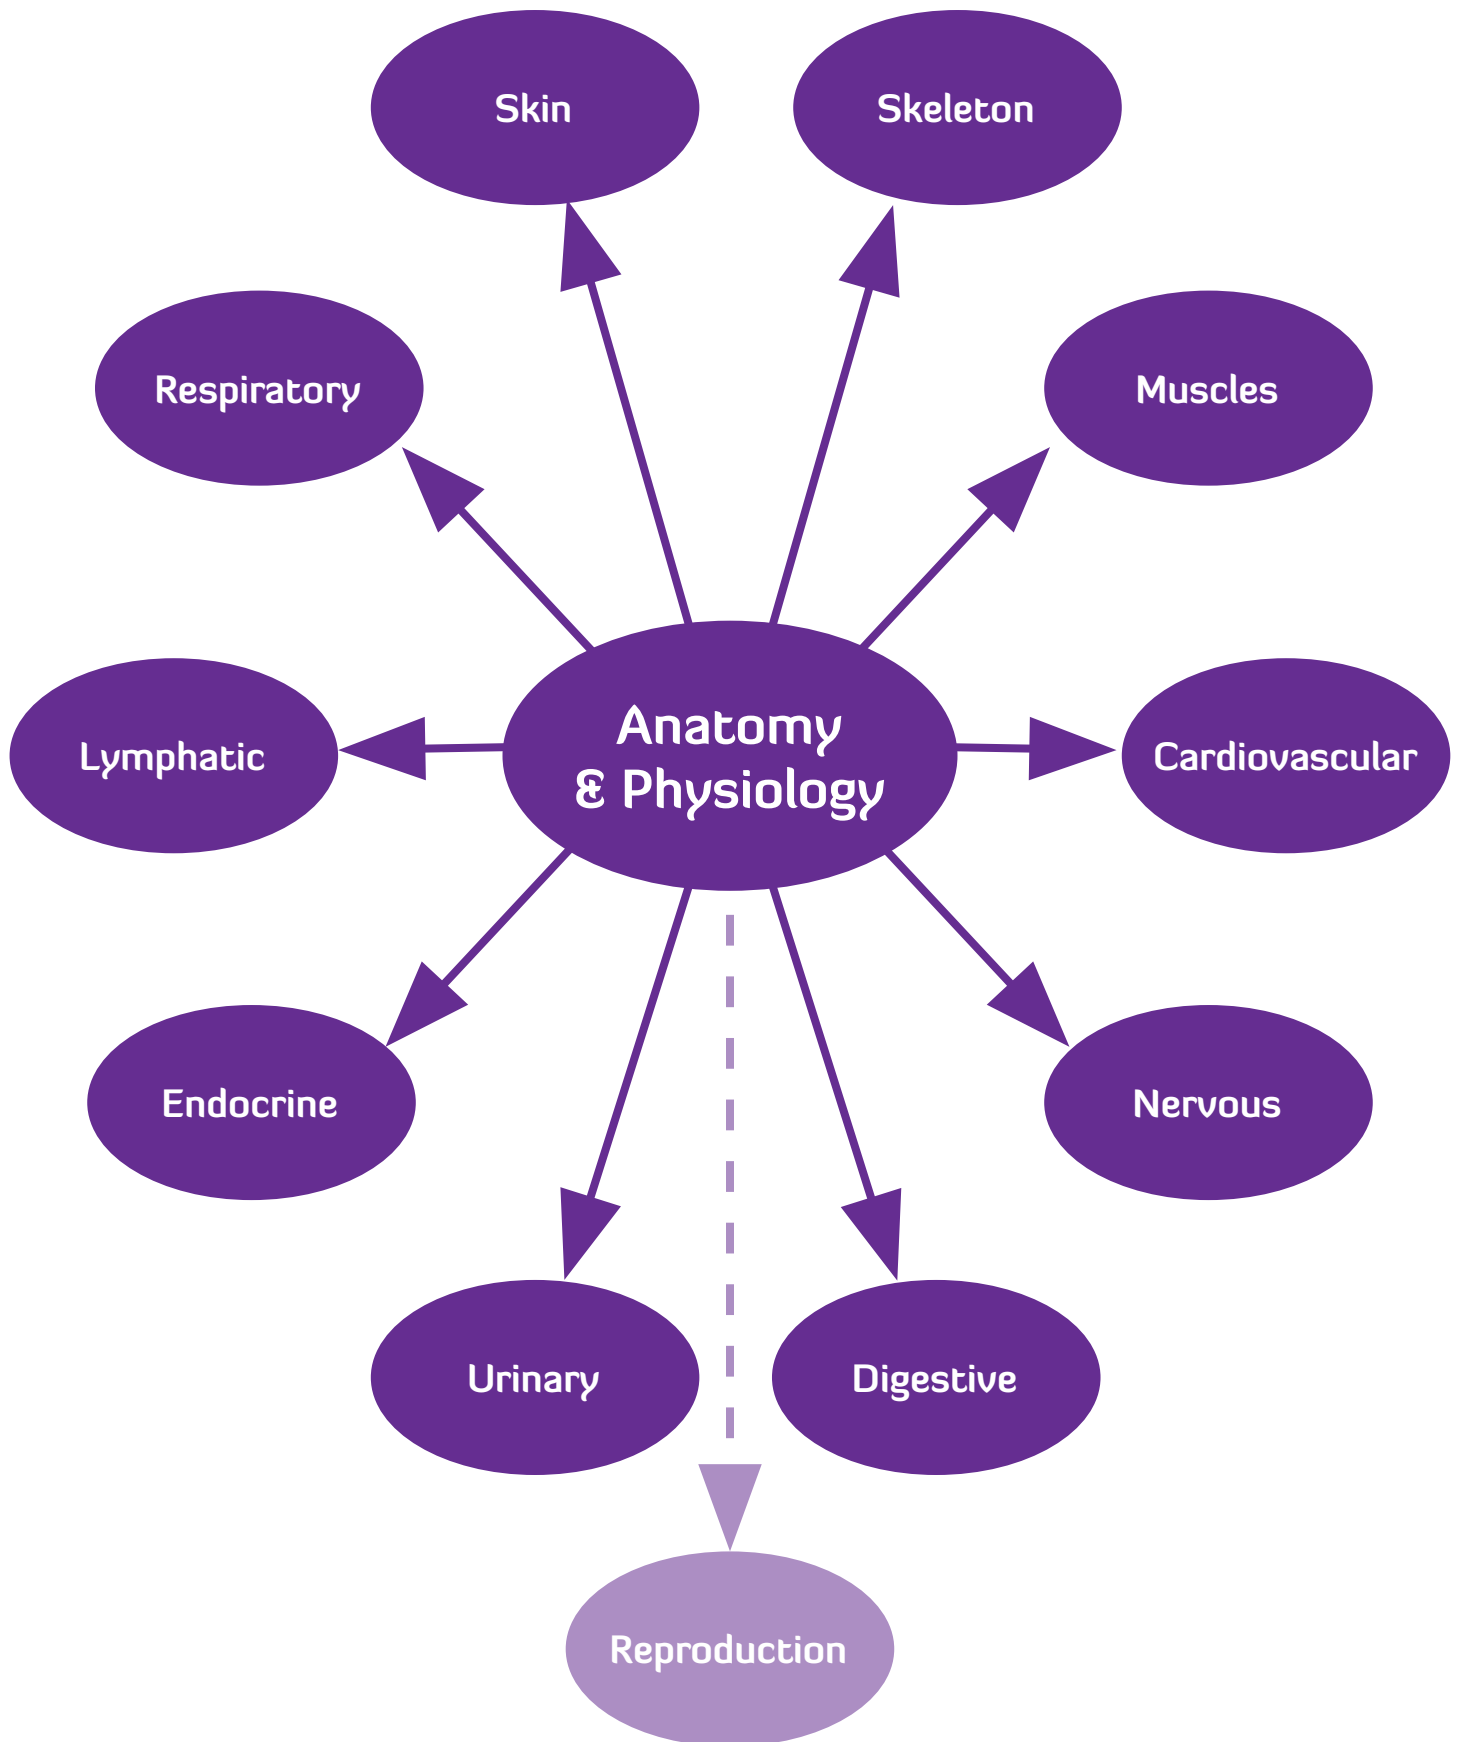 Skin
Skeleton
Respiratory
Muscles
Anatomy
& Physiology
Lymphatic
Cardiovascular
Endocrine
Nervous
Urinary
Digestive
Reproduction